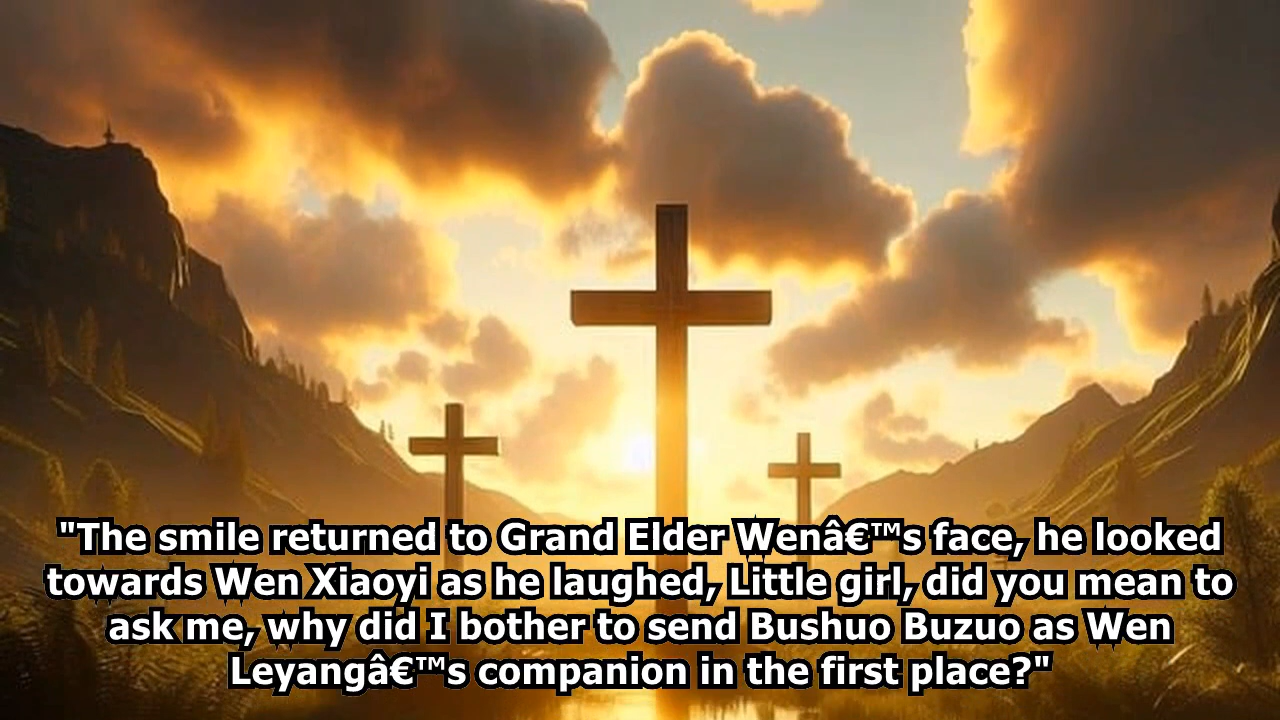 "The smile returned to Grand Elder Wenâ€™s face, he looked
towards Wen Xiaoyi as he laughed, Little girl, did you mean to
ask me, why did I bother to send Bushuo Buzuo as Wen
Leyangâ€™s companion in the first place?"